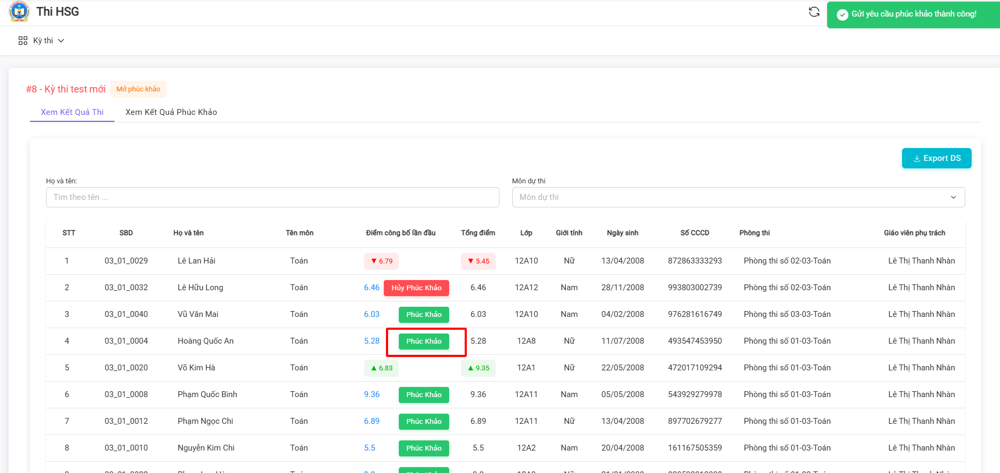 Thi HSG
Gửi yêu cầu phúc khảo thành công!
Kỳ thi
#8 - Kỳ thi test mới Mở phúc khảo
Xem Kết Quả Thi Xem Kết Quả Phúc Khảo
Export DS
Họ và tên: Môn dự thi
Tìm theo tên ... Môn dự thi
STT SBD Họ và tên Tên môn Điểm công bố lần đầu Tổng điểm Lớp Giới tính Ngày sinh Số CCCD Phòng thi Giáo viên phụ trách
1 03_01_0029 Lê Lan Hải Toán ▼ 6.79 ▼ 5.45 12A10 Nữ 13/04/2008 872863333293 Phòng thi số 02-03-Toán Lê Thị Thanh Nhàn
2 03_01_0032 Lê Hữu Long Toán 6.46 Hủy Phúc Khảo 6.46 12A12 Nam 28/11/2008 993803002739 Phòng thi số 02-03-Toán Lê Thị Thanh Nhàn
3 03_01_0040 Vũ Văn Mai Toán 6.03 Phúc Khảo 6.03 12A10 Nam 04/02/2008 976281616749 Phòng thi số 03-03-Toán Lê Thị Thanh Nhàn
4 03_01_0004 Hoàng Quốc An Toán 5.28 Phúc Khảo 5.28 12A8 Nữ 11/07/2008 493547453950 Phòng thi số 01-03-Toán Lê Thị Thanh Nhàn
5 03_01_0020 Võ Kim Hà Toán ▲ 6.83 ▲ 9.35 12A1 Nữ 22/05/2008 472017109294 Phòng thi số 01-03-Toán Lê Thị Thanh Nhàn
6 03_01_0008 Phạm Quốc Bình Toán 9.36 Phúc Khảo 9.36 12A11 Nam 05/05/2008 543929279978 Phòng thi số 01-03-Toán Lê Thị Thanh Nhàn
7 03_01_0012 Phạm Ngọc Chi Toán 6.89 Phúc Khảo 6.89 12A11 Nữ 13/04/2008 897702679277 Phòng thi số 01-03-Toán Lê Thị Thanh Nhàn
8 03_01_0010 Nguyễn Kim Chi Toán 5.5 Phúc Khảo 5.5 12A2 Nam 20/04/2008 161167505359 Phòng thi số 01-03-Toán Lê Thị Thanh Nhàn